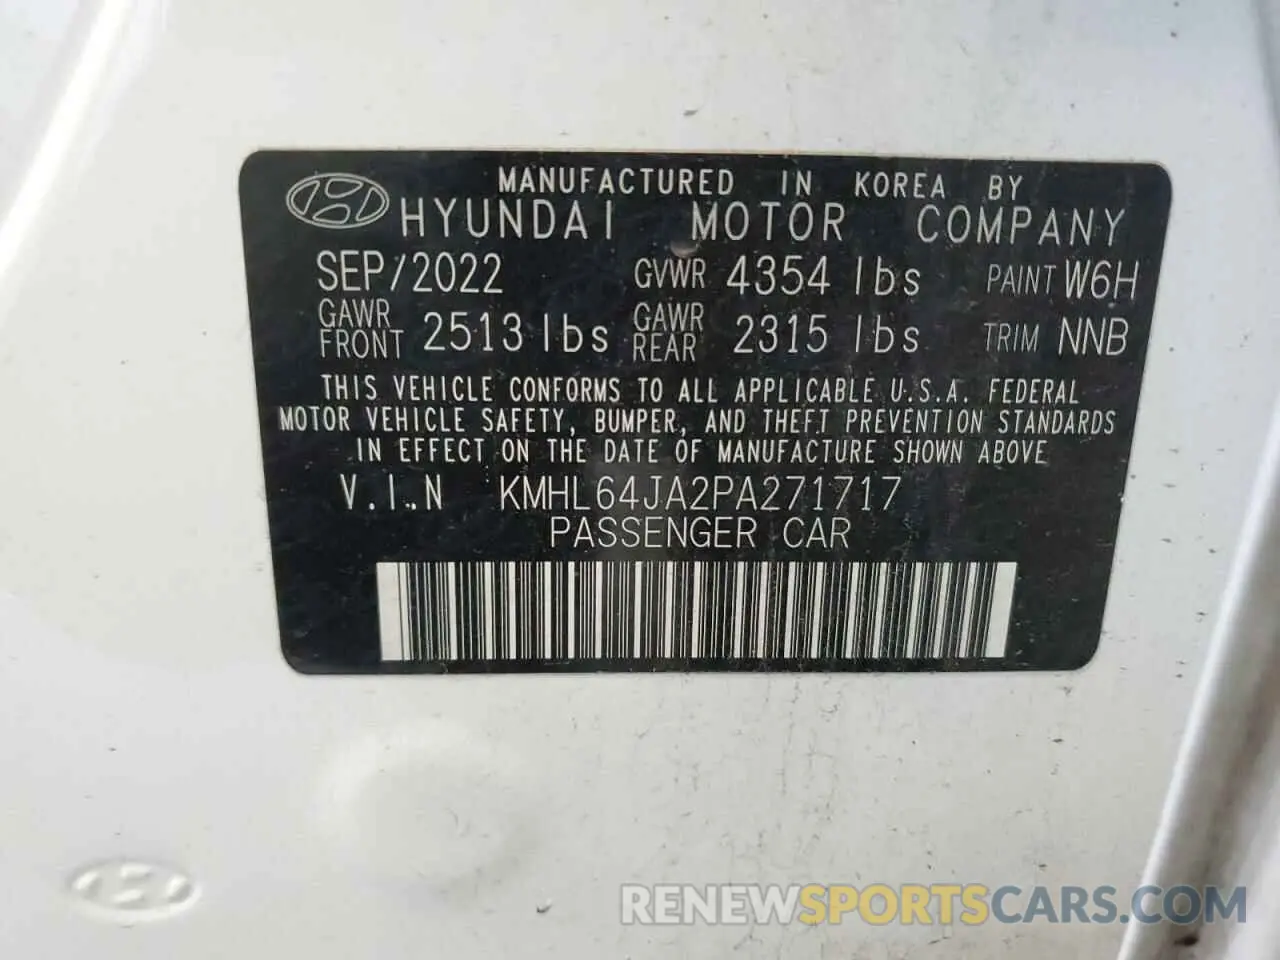 MANUFACTURED IN KOREA BY
HYUNDAI MOTOR COMPANY
SEP/2022 GVWR 4354 lbs PAINT W6H
GAWR FRONT 2513 lbs GAWR REAR 2315 lbs TRIM NNB
THIS VEHICLE CONFORMS TO ALL APPLICABLE U.S.A. FEDERAL
MOTOR VEHICLE SAFETY, BUMPER, AND THEFT PREVENTION STANDARDS
IN EFFECT ON THE DATE OF MANUFACTURE SHOWN ABOVE
V.I.N KMHL64JA2PA271717
PASSENGER CAR
RENEWSPORTSCARS.COM